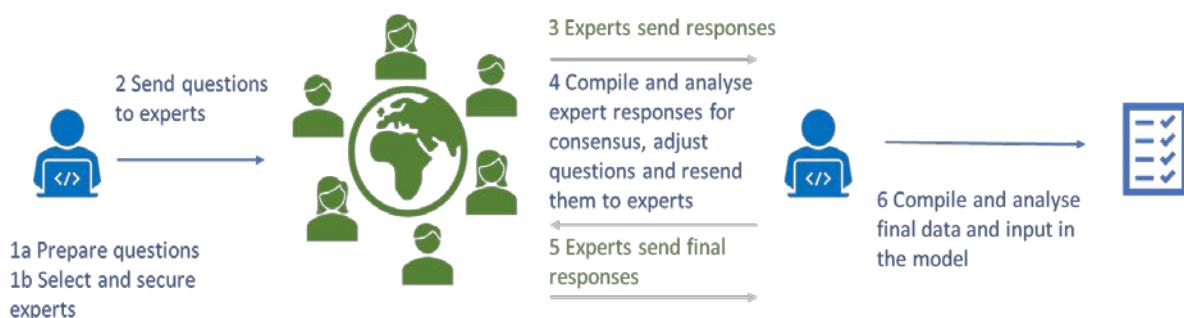 2 Send questions
to experts
</>
1a Prepare questions
1b Select and secure
experts
3 Experts send responses
4 Compile and analyse
expert responses for
consensus, adjust
questions and resend
them to experts
5 Experts send final
responses
</>
6 Compile and analyse
final data and input in
the model